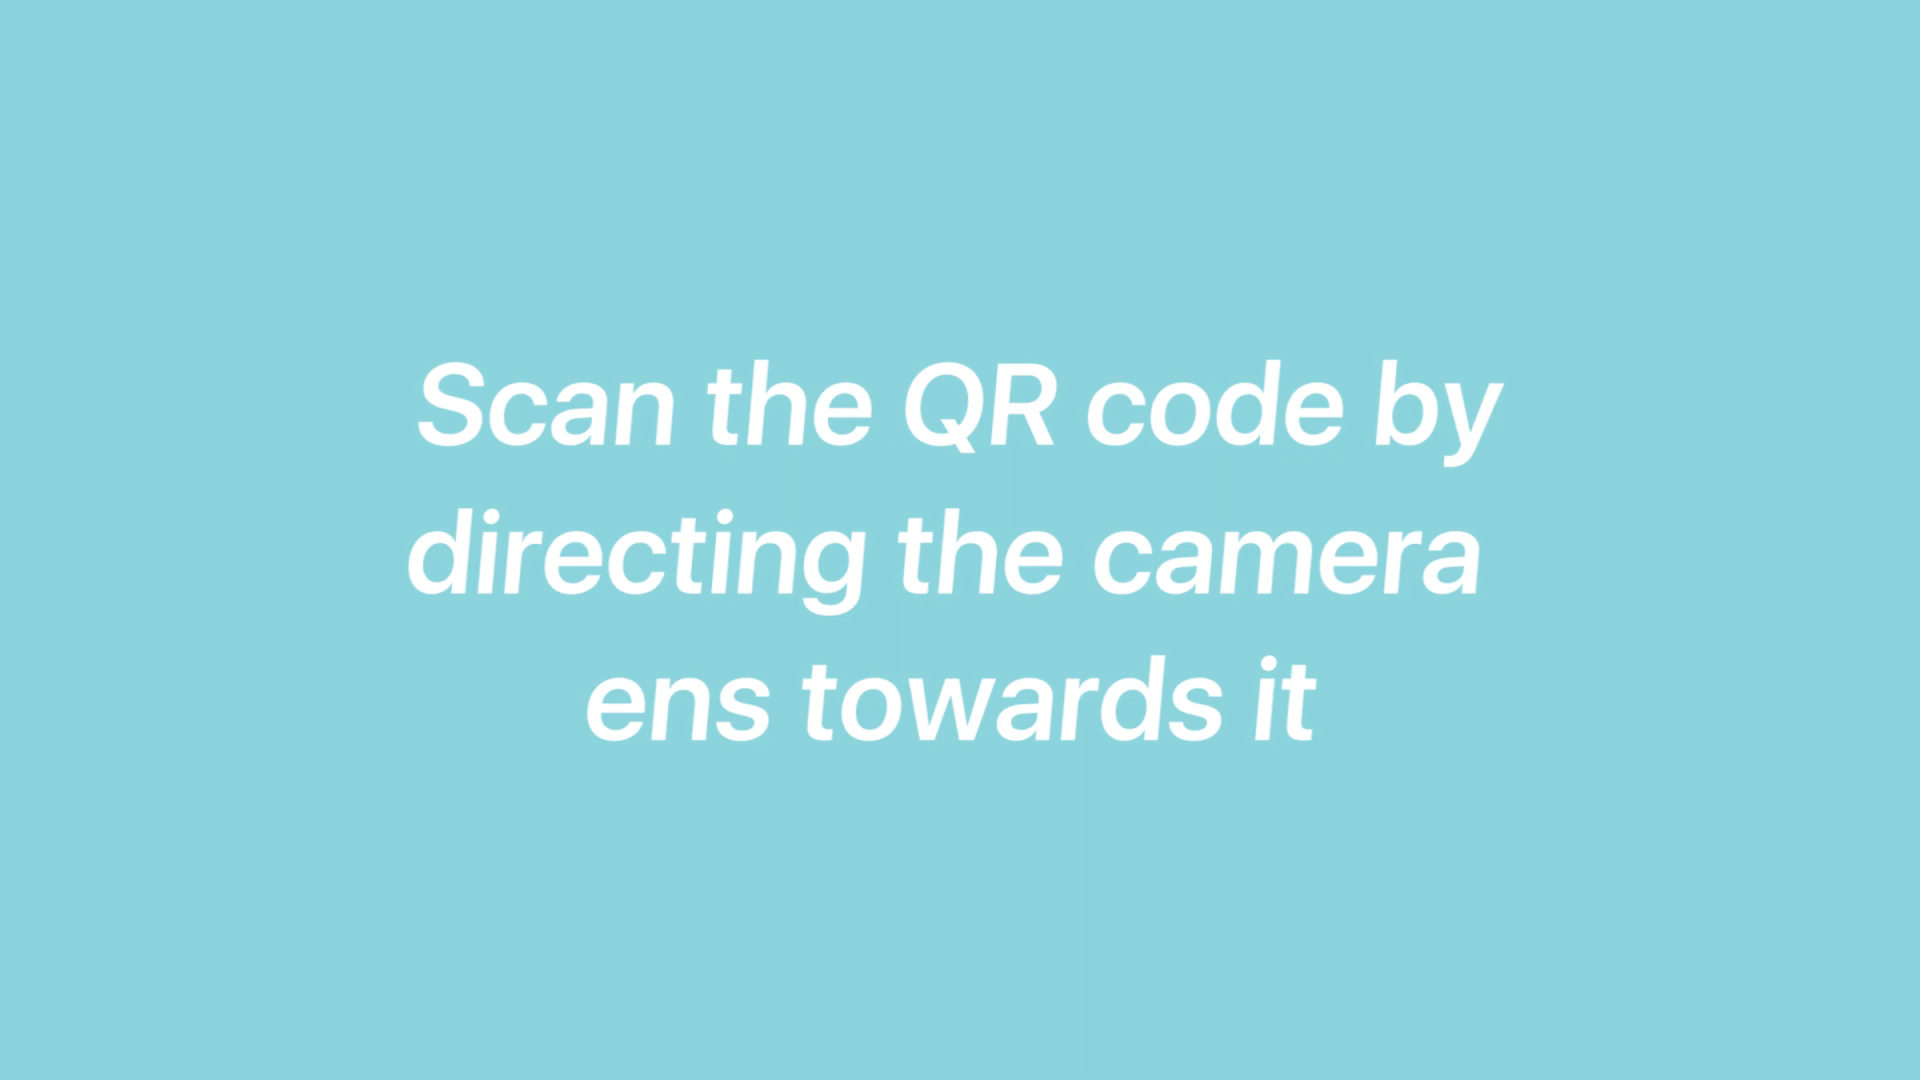 Scan the QR code by
directing the camera
ens towards it